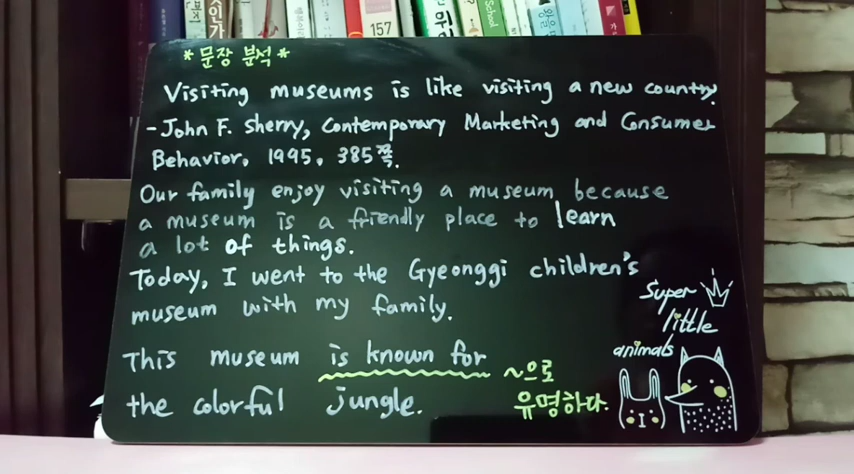 157
School
* 문장 분석 *
Visiting museums is like visiting a new country.
- John F. Sherry, Contemporary Marketing and Consumer
Behavior, 1995, 385쪽.
Our family enjoy visiting a museum because
a museum is a friendly place to learn
a lot of things.
Today, I went to the Gyeonggi children's
museum with my family.
Super
little
animals
This museum is known for
~으로
the colorful jungle.
유명하다.